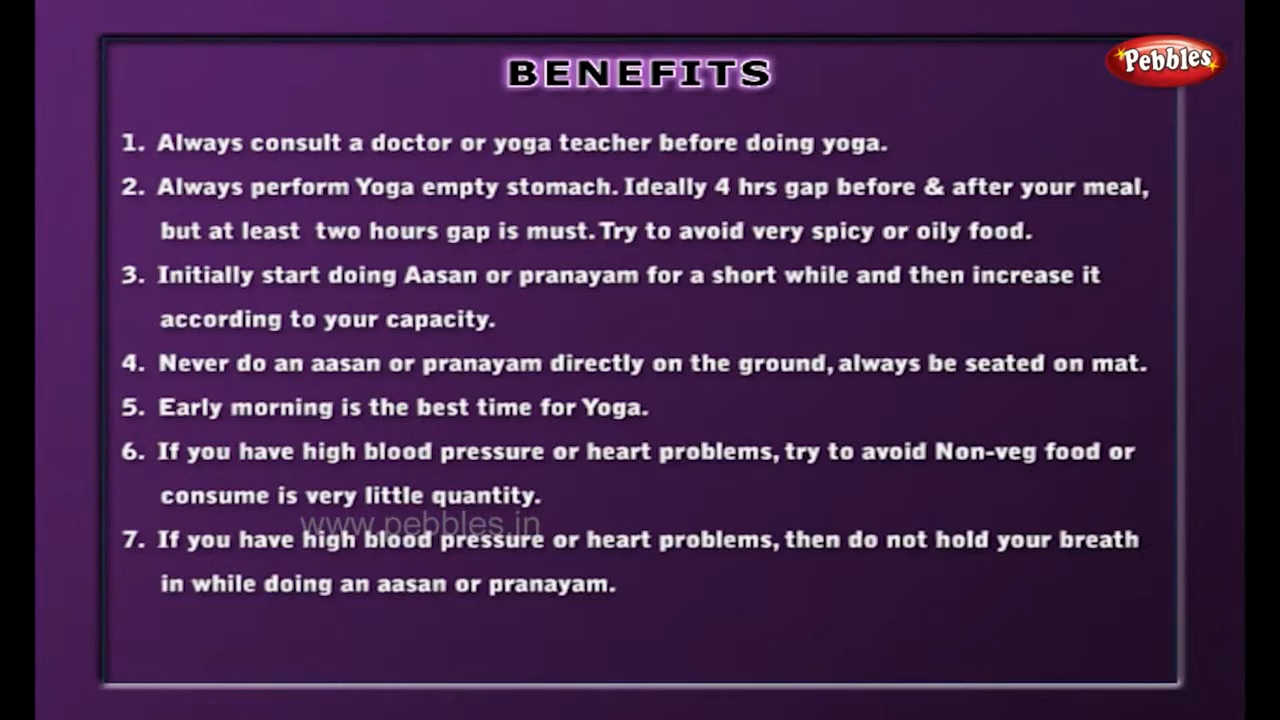 BENEFITS
Pebbles
1. Always consult a doctor or yoga teacher before doing yoga.
2. Always perform Yoga empty stomach. Ideally 4 hrs gap before & after your meal,
but at least two hours gap is must. Try to avoid very spicy or oily food.
3. Initially start doing Aasan or pranayam for a short while and then increase it
according to your capacity.
4. Never do an aasan or pranayam directly on the ground, always be seated on mat.
5. Early morning is the best time for Yoga.
6. If you have high blood pressure or heart problems, try to avoid Non-veg food or
consume is very little quantity.
www.pebbles.in
7. If you have high blood pressure or heart problems, then do not hold your breath
in while doing an aasan or pranayam.